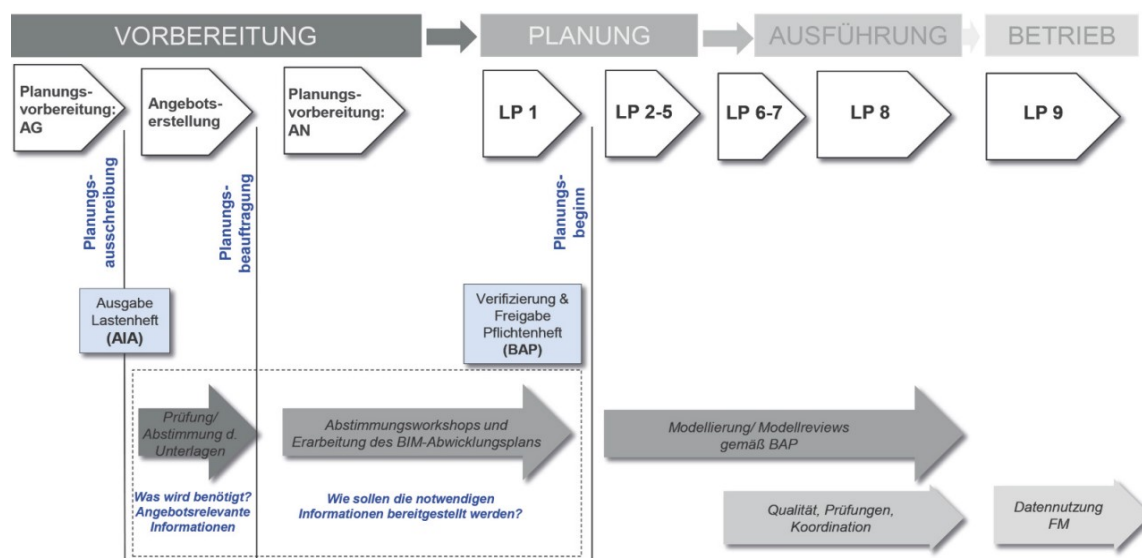 VORBEREITUNG
PLANUNG
AUSFÜHRUNG
BETRIEB
Planungs-
vorbereitung:
AG
Angebots-
erstellung
Planungs-
vorbereitung:
AN
LP 1
LP 2-5
LP 6-7
LP 8
LP 9
Planungs-
ausschreibung
Planungs-
beauftragung
Planungs-
beginn
Ausgabe
Lastenheft
(AIA)
Verifizierung &
Freigabe
Pflichtenheft
(BAP)
Prüfung/
Abstimmung d.
Unterlagen
Abstimmungsworkshops und
Erarbeitung des BIM-Abwicklungsplans
Modellierung/ Modellreviews
gemäß BAP
Was wird benötigt?
Angebotsrelevante
Informationen
Wie sollen die notwendigen
Informationen bereitgestellt werden?
Qualität, Prüfungen,
Koordination
Datennutzung
FM